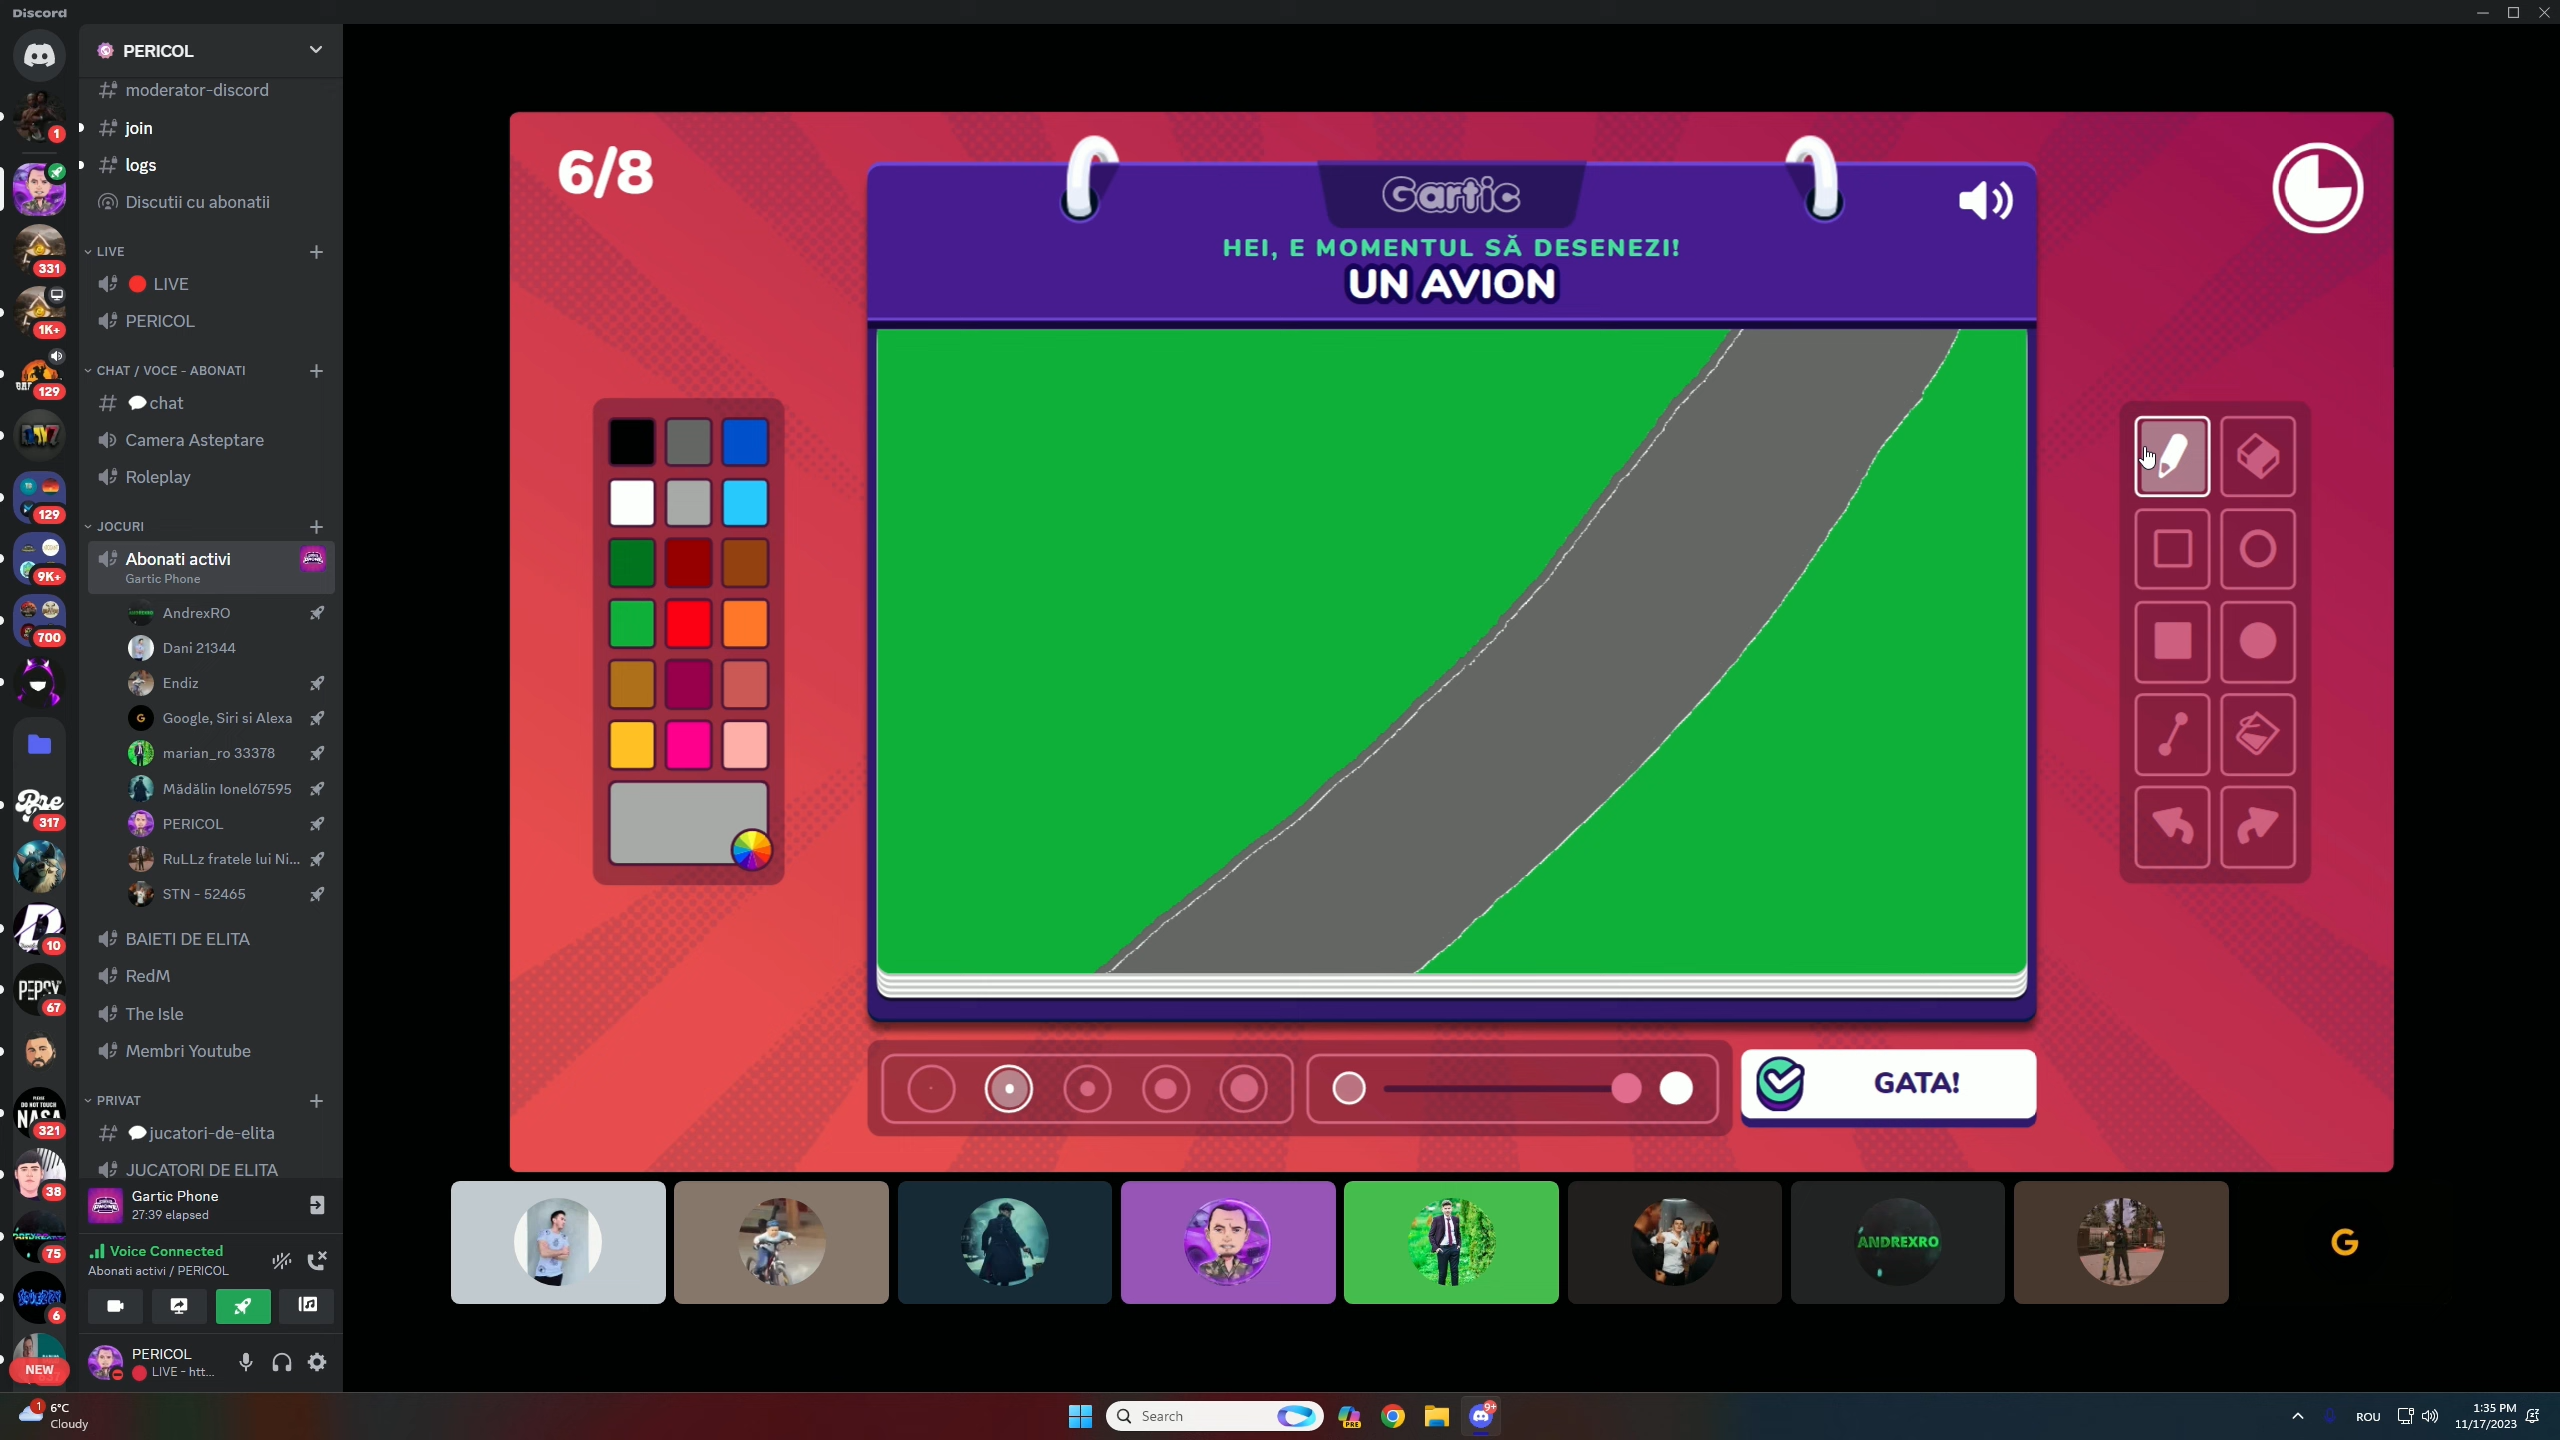 Discord
PERICOL
moderator-discord
join
logs
Discutii cu abonatii
LIVE
LIVE
PERICOL
CHAT / VOCE - ABONATI
chat
Camera Asteptare
Roleplay
JOCURI
Abonati activi
Gartic Phone
AndrexRO
Dani 21344
Endiz
Google, Siri si Alexa
marian_ro 33378
Mădălin Ionel67595
PERICOL
RuLLz fratele lui Ni...
STN - 52465
BAIETI DE ELITA
RedM
The Isle
Membri Youtube
PRIVAT
jucatori-de-elita
JUCATORI DE ELITA
Gartic Phone
27:39 elapsed
Voice Connected
Abonati activi / PERICOL
PERICOL
LIVE - htt...
1
331
1K+
129
129
9K+
700
317
10
67
321
38
75
6
NEW
6/8
Gartic
HEI, E MOMENTUL SĂ DESENEZI!
UN AVION
GATA!
ANDREXRO
G
1
6°C
Cloudy
Search
PRE
9+
ROU
1:35 PM
11/17/2023